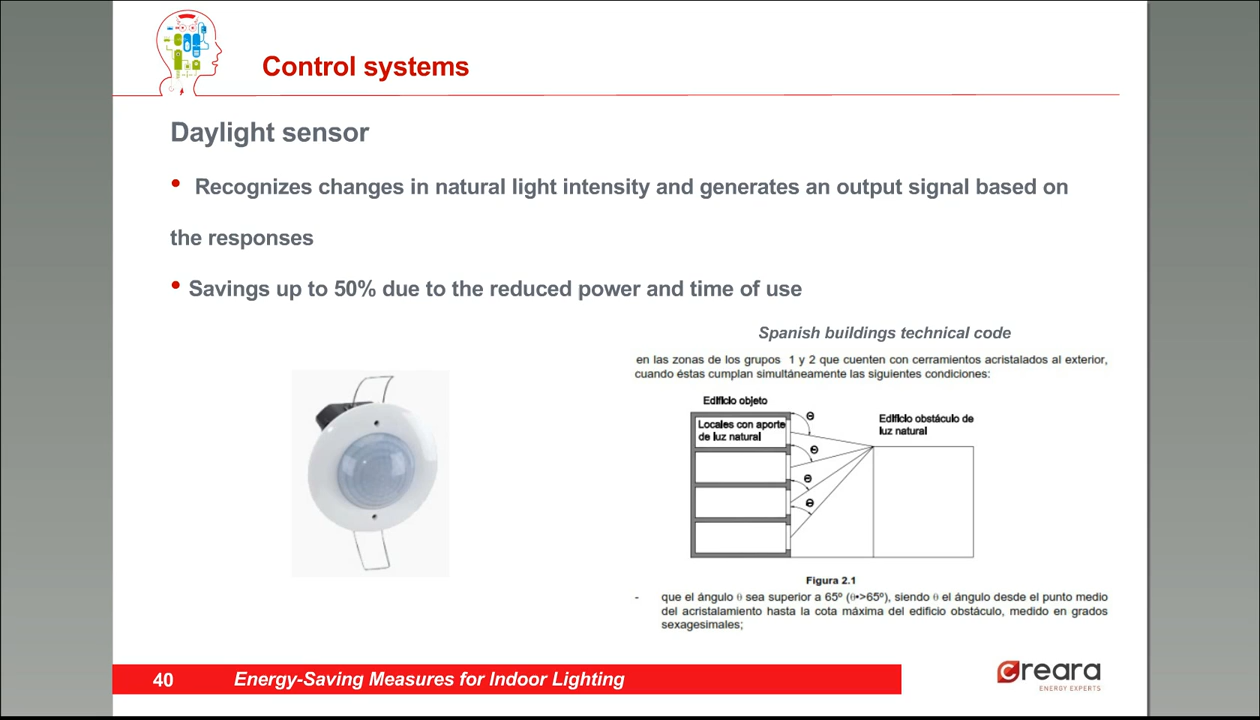 Control systems
Daylight sensor
• Recognizes changes in natural light intensity and generates an output signal based on
the responses
• Savings up to 50% due to the reduced power and time of use
Spanish buildings technical code
en las zonas de los grupos 1 y 2 que cuenten con cerramientos acristalados al exterior,
cuando éstas cumplan simultáneamente las siguientes condiciones:
Edificio objeto
Locales con aporte
de luz natural
θ
θ
θ
θ
Edificio obstáculo de
luz natural
Figura 2.1
- que el ángulo θ sea superior a 65º (θ•>65º), siendo θ el ángulo desde el punto medio
del acristalamiento hasta la cota máxima del edificio obstáculo, medido en grados
sexagesimales;
40
Energy-Saving Measures for Indoor Lighting
creara
ENERGY EXPERTS